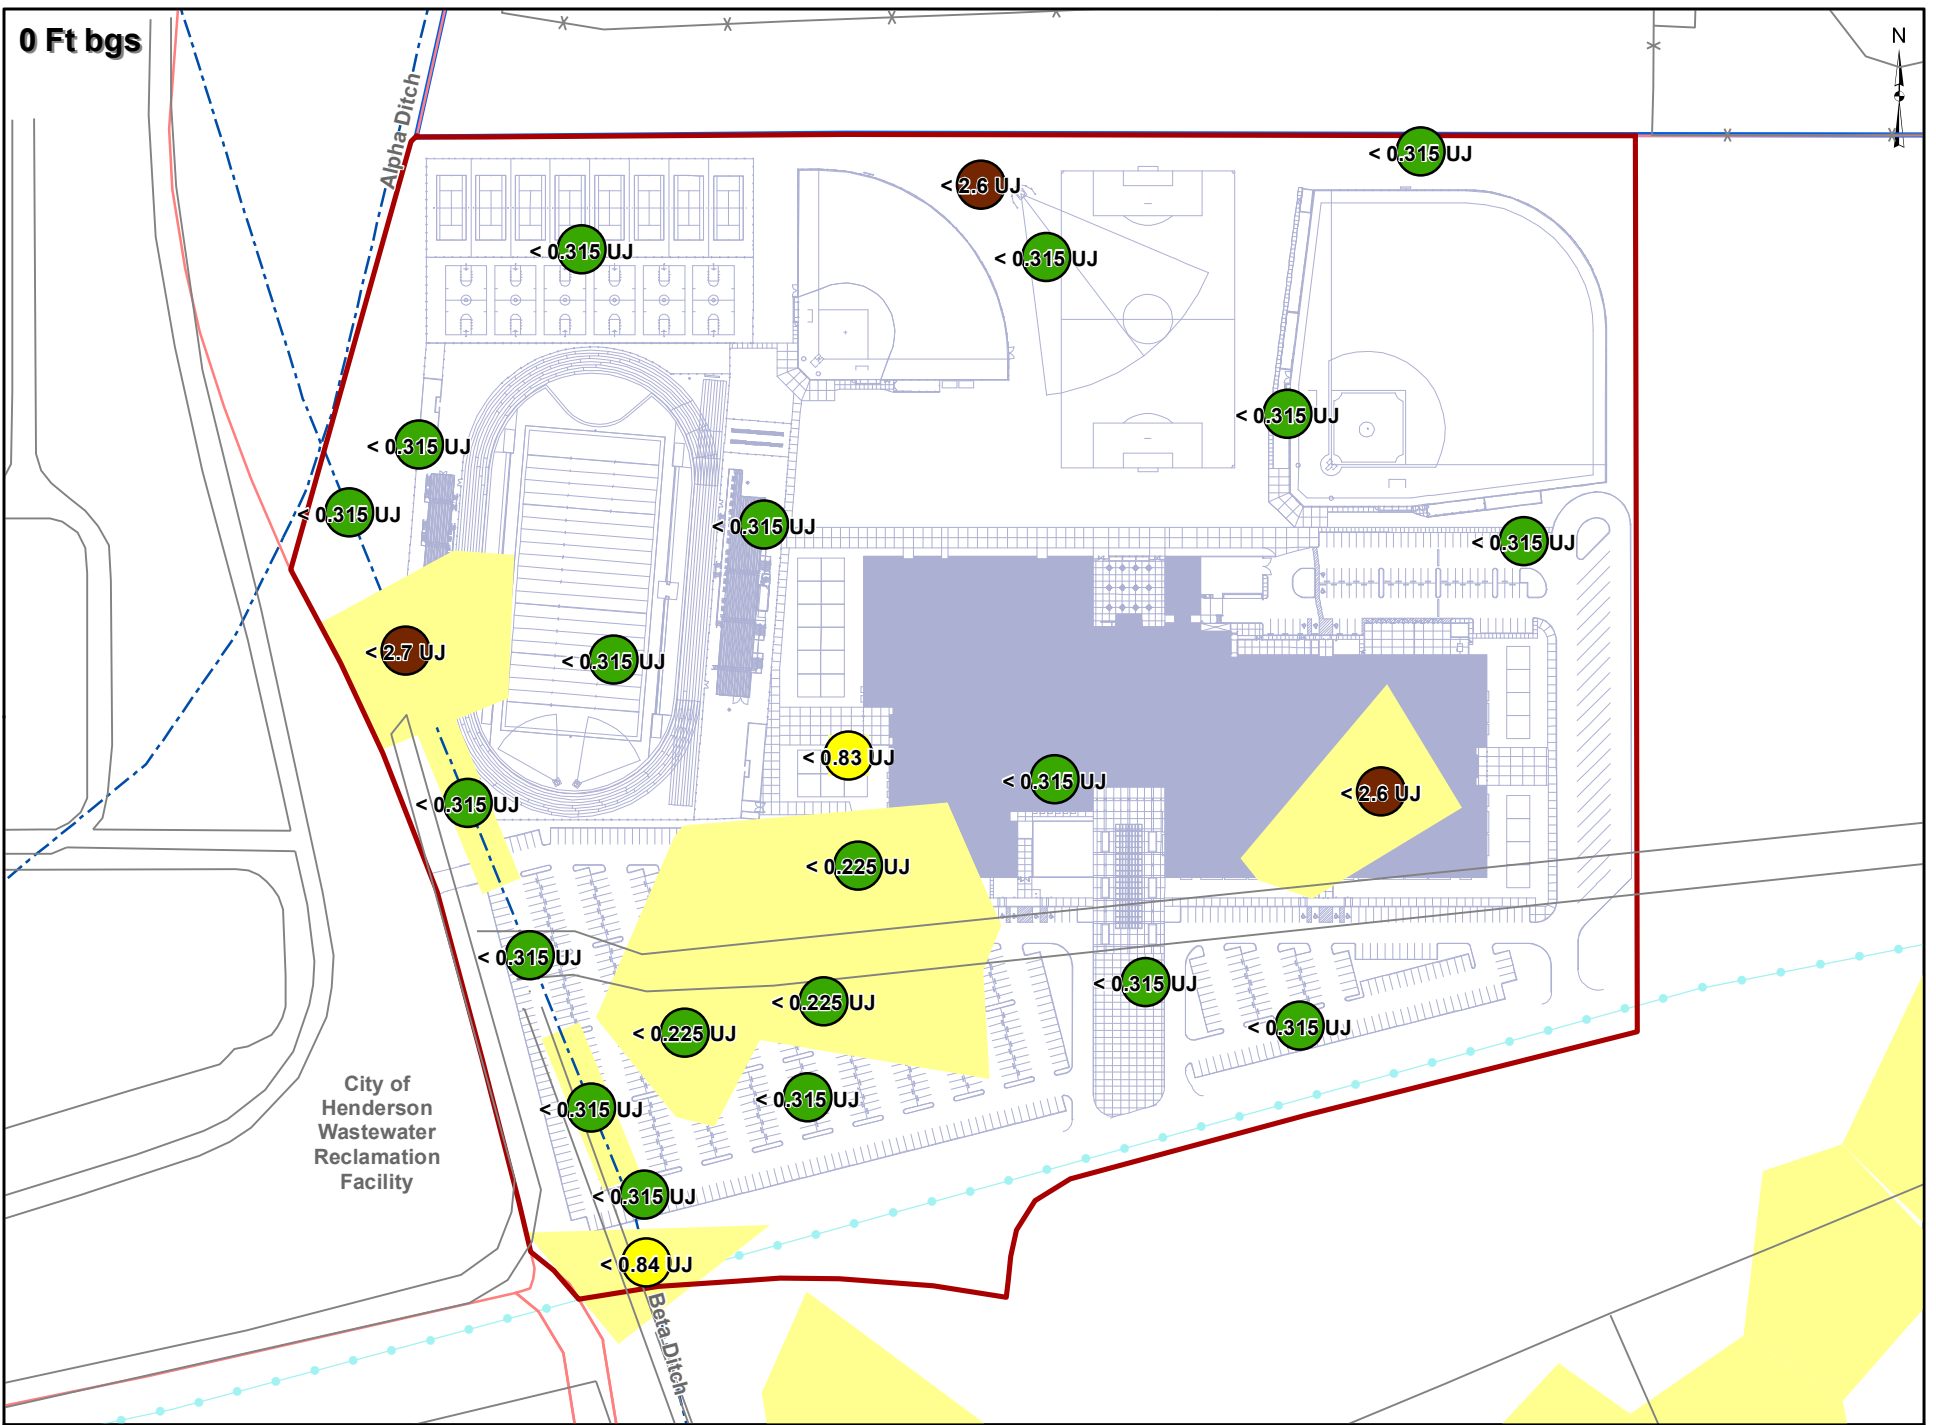 0 Ft bgs
N
Alpha Ditch
< 0.315 UJ
< 2.6 UJ
< 0.315 UJ
< 0.315 UJ
< 0.315 UJ
< 0.315 UJ
< 0.315 UJ
< 0.315 UJ
< 0.315 UJ
< 2.7 UJ
< 0.315 UJ
< 0.83 UJ
< 0.315 UJ
< 2.6 UJ
< 0.315 UJ
< 0.225 UJ
< 0.315 UJ
< 0.315 UJ
< 0.225 UJ
< 0.225 UJ
< 0.315 UJ
< 0.315 UJ
< 0.315 UJ
City of
Henderson
Wastewater
Reclamation
Facility
< 0.315 UJ
< 0.84 UJ
Beta Ditch